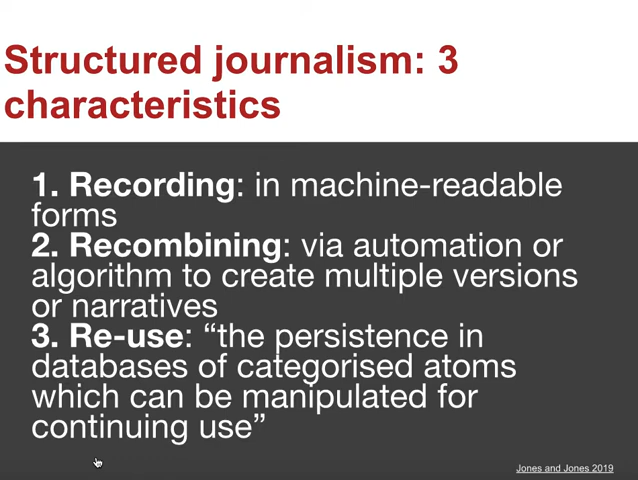 Structured journalism: 3
characteristics
1. Recording: in machine-readable
forms
2. Recombining: via automation or
algorithm to create multiple versions
or narratives
3. Re-use: “the persistence in
databases of categorised atoms
which can be manipulated for
continuing use”
Jones and Jones 2019